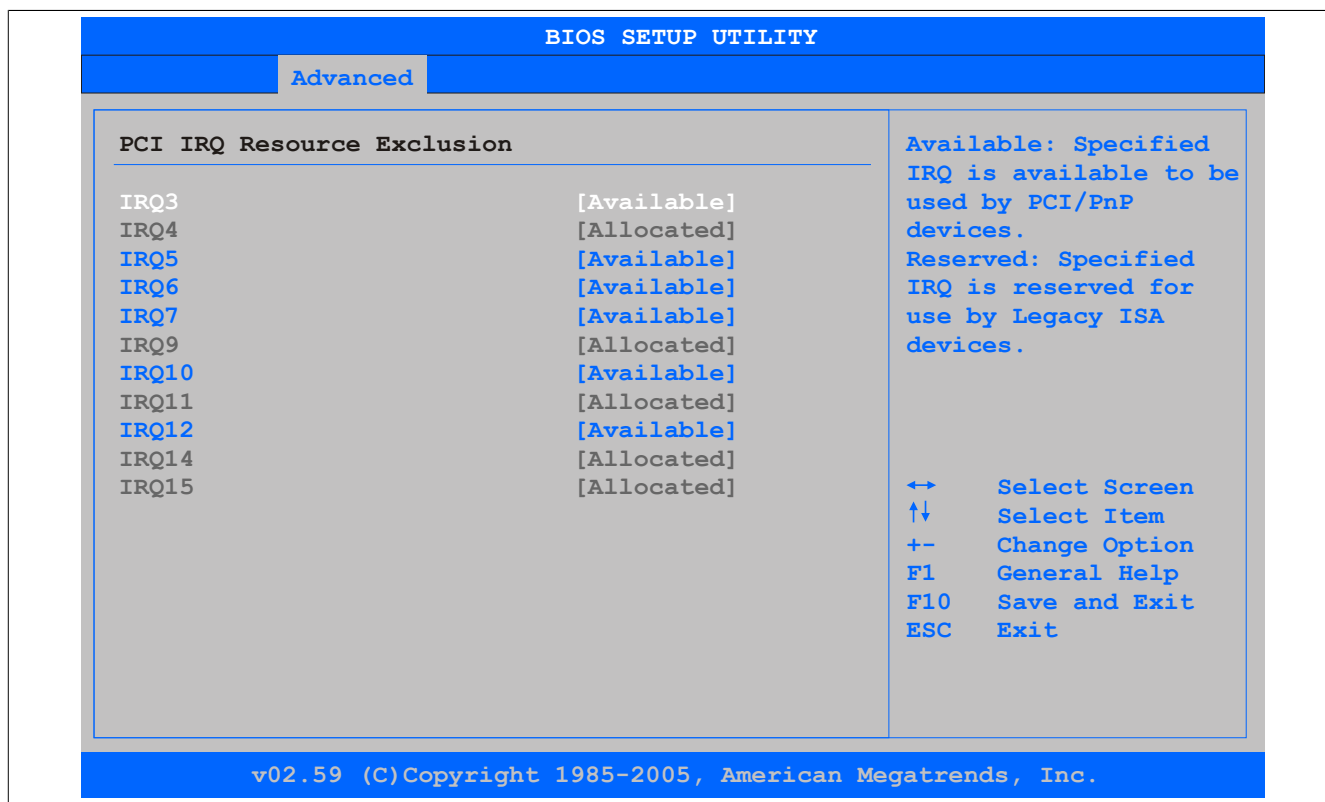 BIOS SETUP UTILITY
Advanced
PCI IRQ Resource Exclusion
IRQ3 [Available]
IRQ4 [Allocated]
IRQ5 [Available]
IRQ6 [Available]
IRQ7 [Available]
IRQ9 [Allocated]
IRQ10 [Available]
IRQ11 [Allocated]
IRQ12 [Available]
IRQ14 [Allocated]
IRQ15 [Allocated]
Available: Specified
IRQ is available to be
used by PCI/PnP
devices.
Reserved: Specified
IRQ is reserved for
use by Legacy ISA
devices.
↔ Select Screen
↑↓ Select Item
+- Change Option
F1 General Help
F10 Save and Exit
ESC Exit
v02.59 (C)Copyright 1985-2005, American Megatrends, Inc.